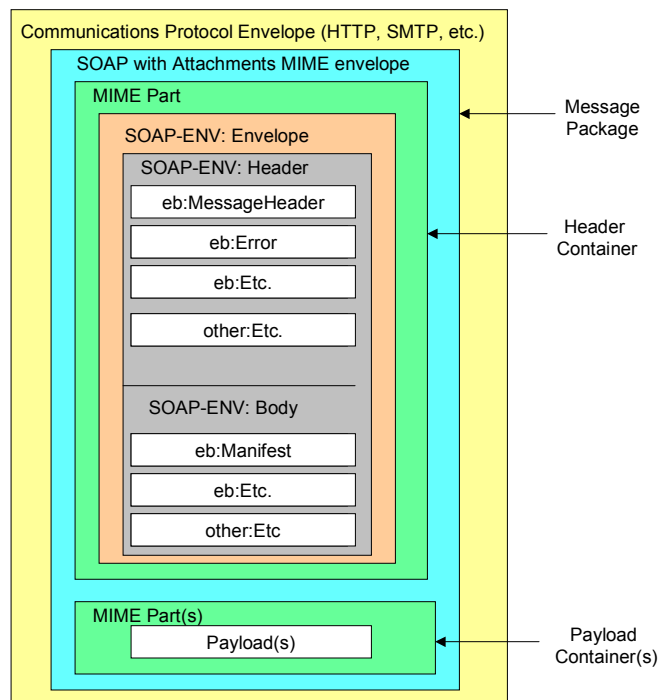 Communications Protocol Envelope (HTTP, SMTP, etc.)
SOAP with Attachments MIME envelope
MIME Part
SOAP-ENV: Envelope
SOAP-ENV: Header
eb:MessageHeader
eb:Error
eb:Etc.
other:Etc.
SOAP-ENV: Body
eb:Manifest
eb:Etc.
other:Etc
MIME Part(s)
Payload(s)
Message
Package
Header
Container
Payload
Container(s)